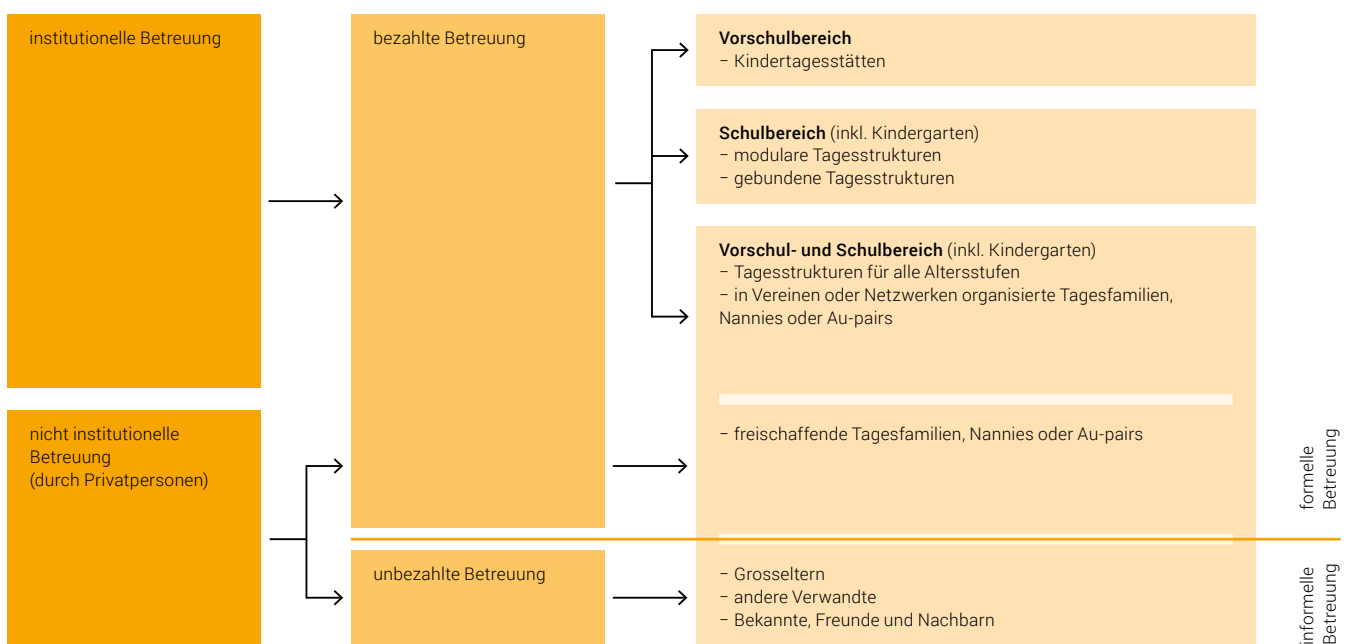 institutionelle Betreuung
bezahlte Betreuung
Vorschulbereich
– Kindertagesstätten
Schulbereich (inkl. Kindergarten)
– modulare Tagesstrukturen
– gebundene Tagesstrukturen
Vorschul- und Schulbereich (inkl. Kindergarten)
– Tagesstrukturen für alle Altersstufen
– in Vereinen oder Netzwerken organisierte Tagesfamilien,
Nannies oder Au-pairs
nicht institutionelle
Betreuung
(durch Privatpersonen)
– freischaffende Tagesfamilien, Nannies oder Au-pairs
formelle
Betreuung
unbezahlte Betreuung
– Grosseltern
– andere Verwandte
– Bekannte, Freunde und Nachbarn
informelle
Betreuung